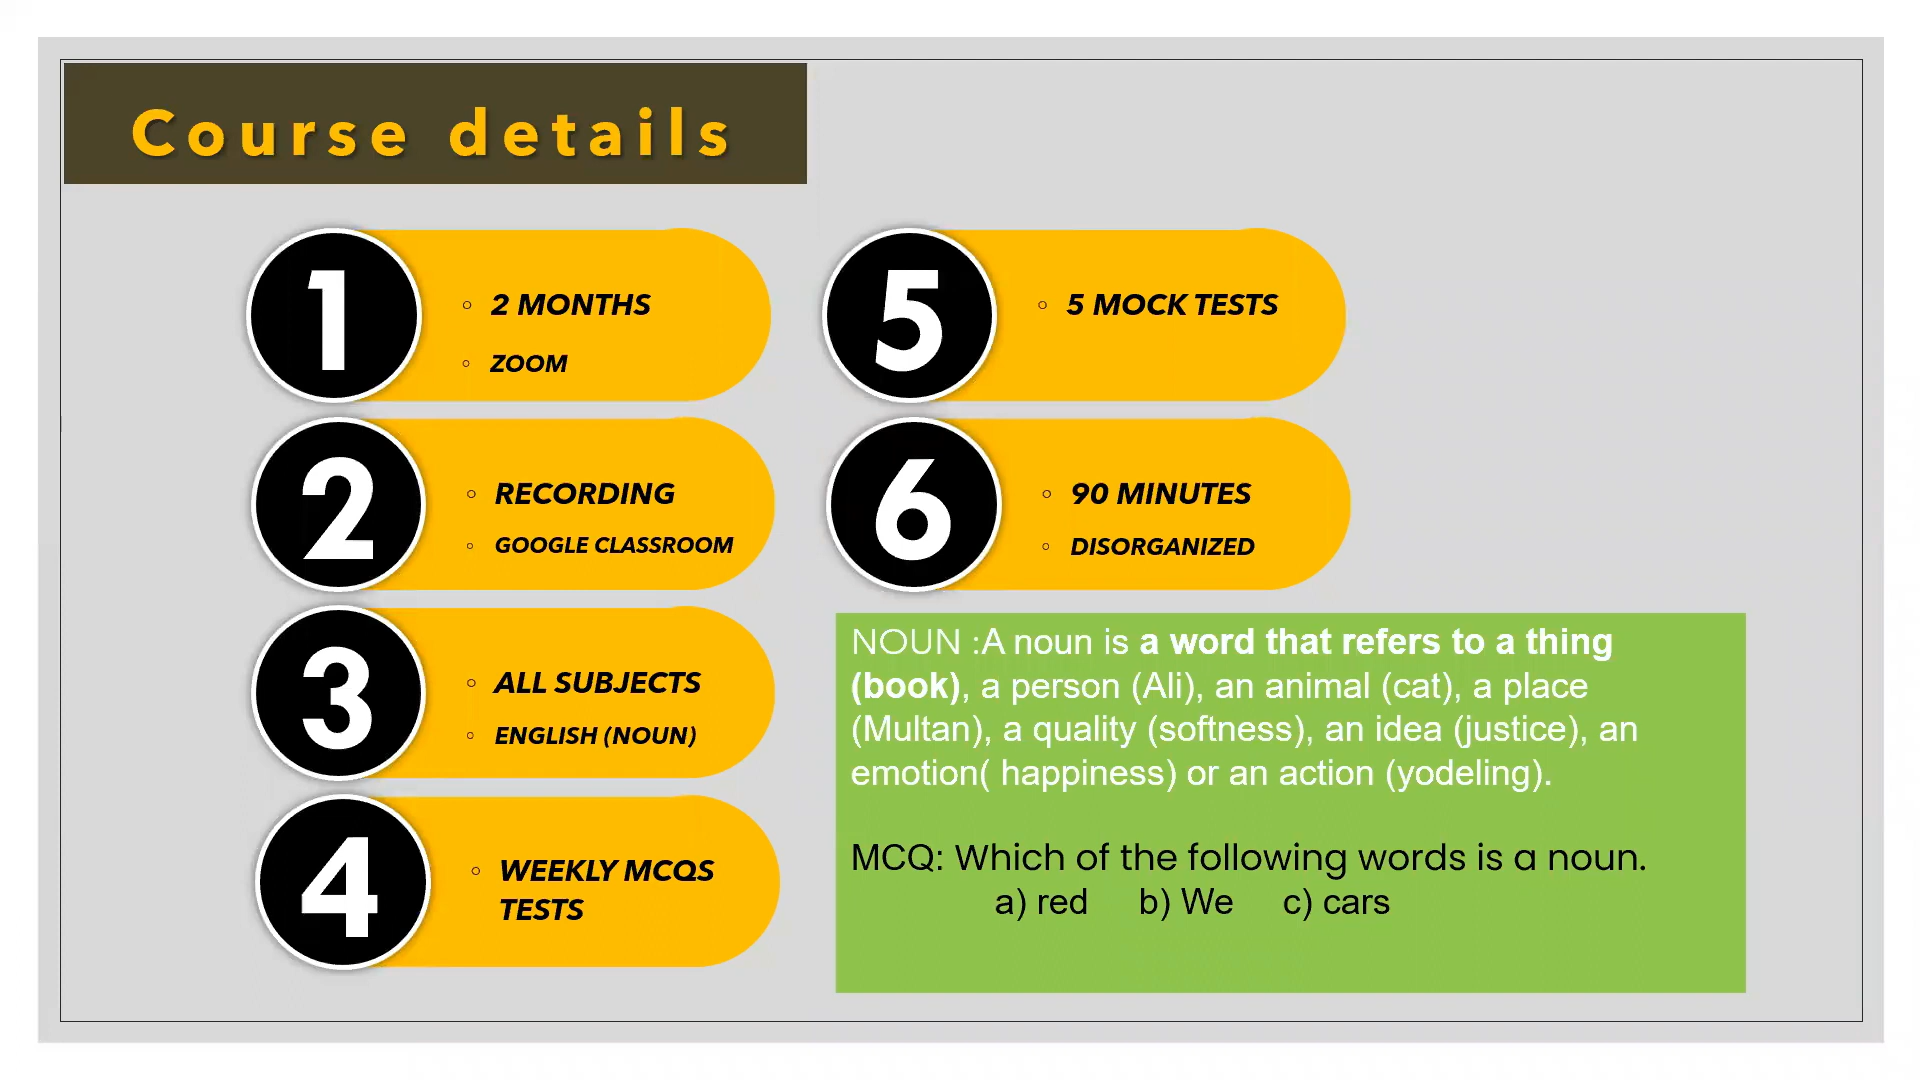 Course details
1
2 MONTHS
ZOOM
2
RECORDING
GOOGLE CLASSROOM
3
ALL SUBJECTS
ENGLISH (NOUN)
4
WEEKLY MCQS
TESTS
5
5 MOCK TESTS
6
90 MINUTES
DISORGANIZED
NOUN :A noun is a word that refers to a thing
(book), a person (Ali), an animal (cat), a place
(Multan), a quality (softness), an idea (justice), an
emotion( happiness) or an action (yodeling).
MCQ: Which of the following words is a noun.
a) red b) We c) cars